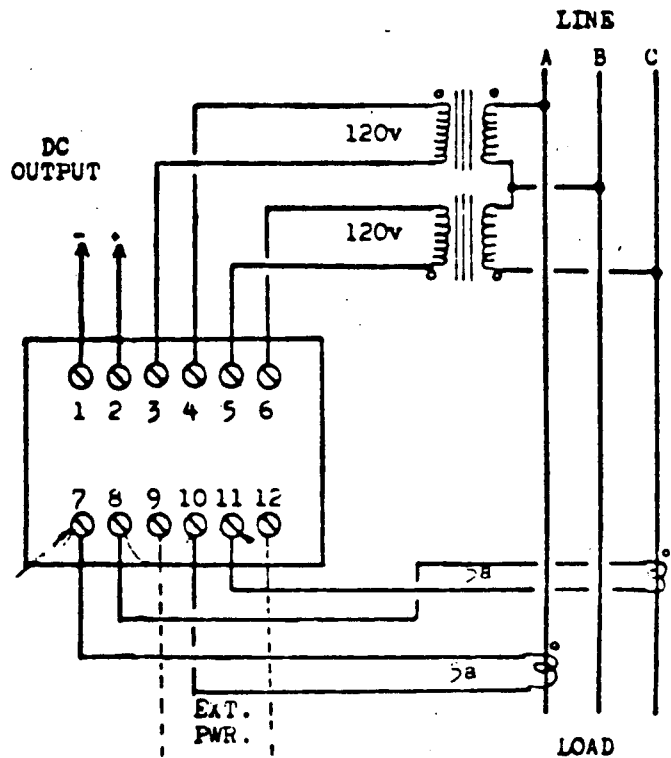 LINE
A B C
120v
DC
OUTPUT
120v
- +
1 2 3 4 5 6
7 8 9 10 11 12
5a
5a
EXT.
PWR.
LOAD